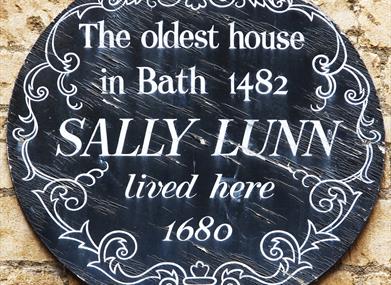 The oldest house
in Bath 1482
SALLY LUNN
lived here
1680